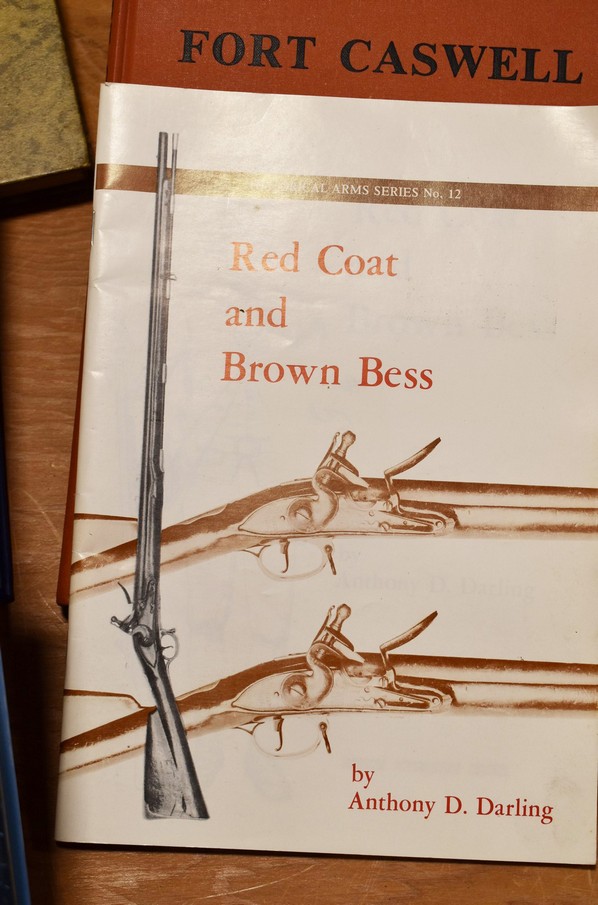 FORT CASWELL
ICAL ARMS SERIES No. 12
Red Coat
and
Brown Bess
by
Anthony D. Darling